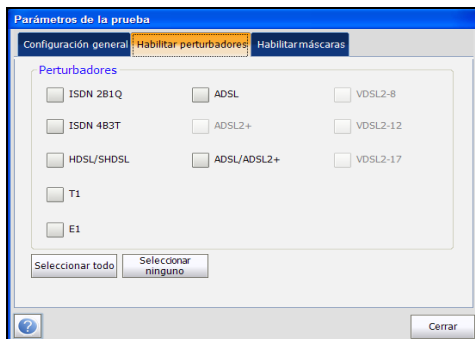 Parámetros de la prueba
Configuración general Habilitar perturbadores Habilitar máscaras
Perturbadores
ISDN 2B1Q ADSL VDSL2-8
ISDN 4B3T ADSL2+ VDSL2-12
HDSL/SHDSL ADSL/ADSL2+ VDSL2-17
T1
E1
Seleccionar todo
Seleccionar
ninguno
?
Cerrar